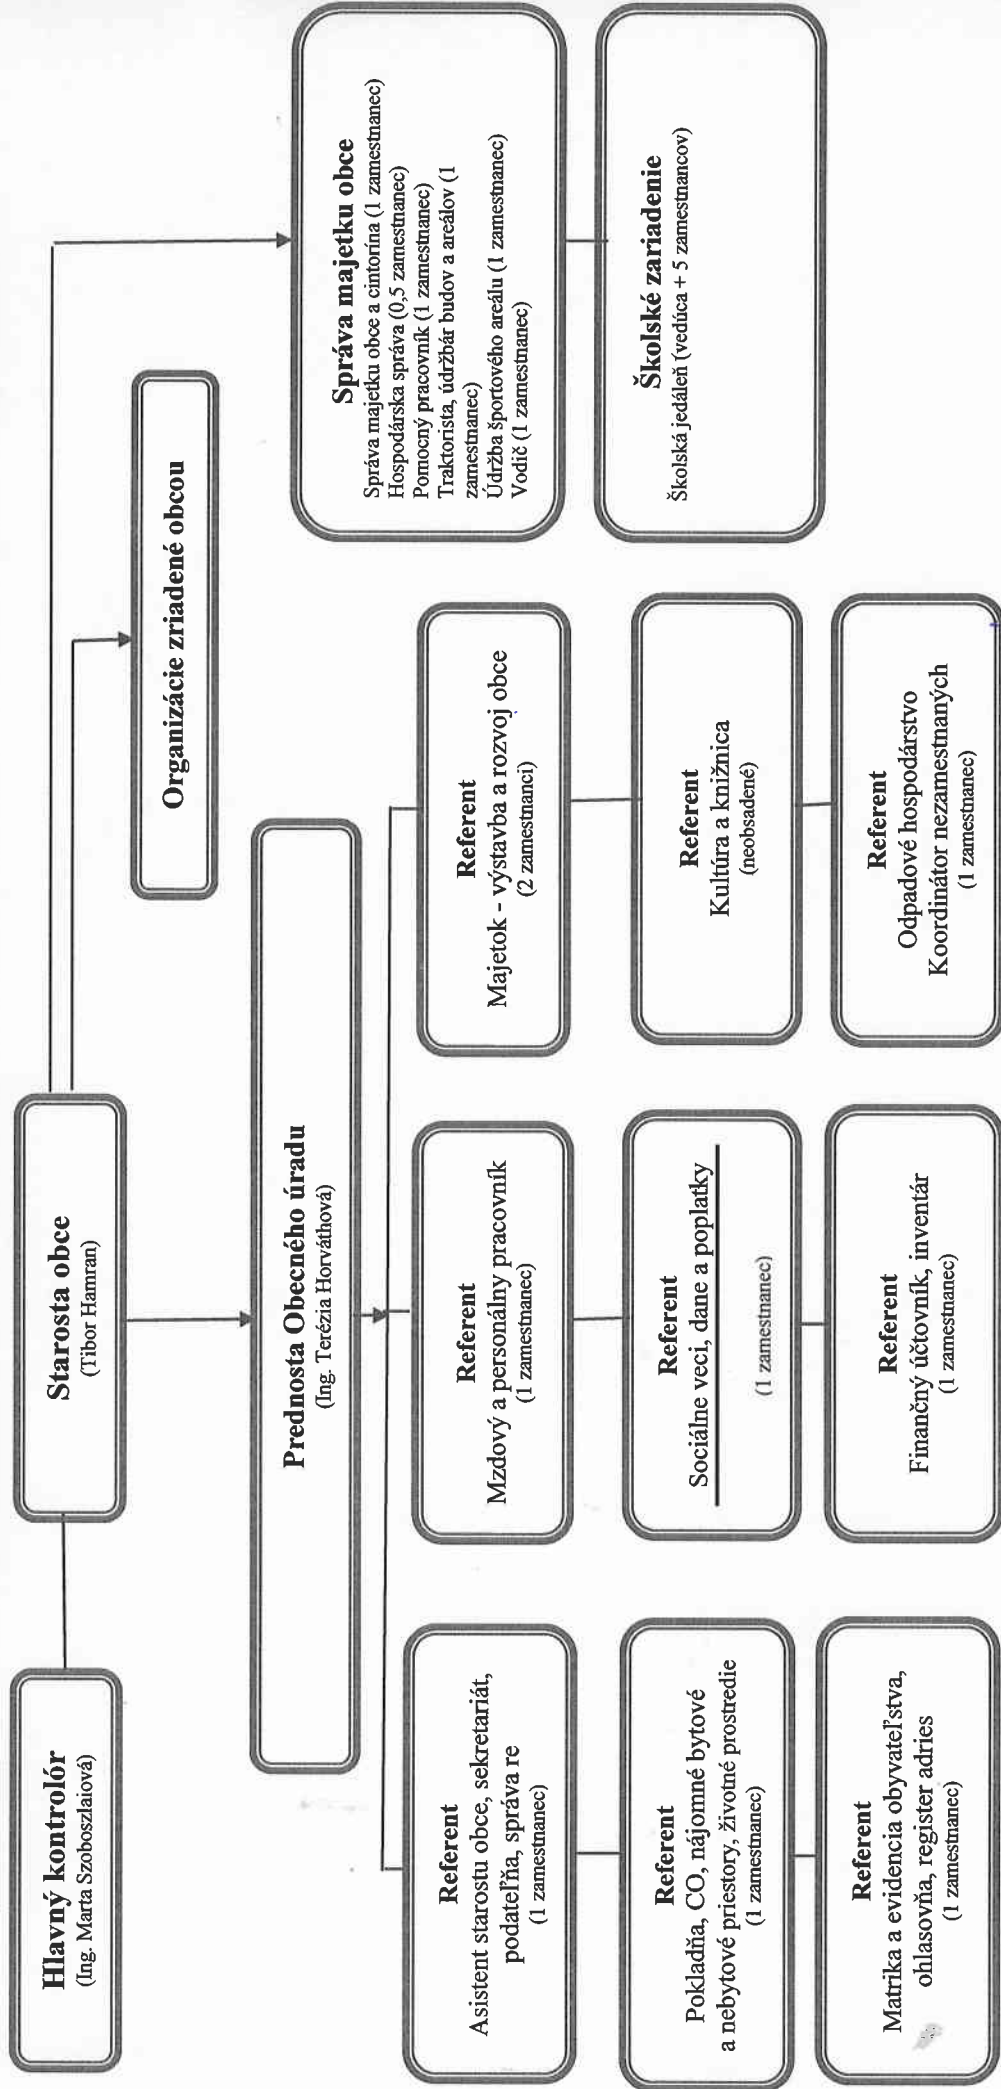 Hlavný kontrolór
(Ing. Marta Szoboszlaiová)
Starosta obce
(Tibor Hamran)
Organizácie zriadené obcou
Prednosta Obecného úradu
(Ing. Terézia Horváthová)
Správa majetku obce
Správa majetku obce a cintorína (1 zamestnanec)
Hospodárska správa (0,5 zamestnanec)
Pomocný pracovník (1 zamestnanec)
Traktorista, údržbár budov a areálov (1
zamestnanec)
Údržba športového areálu (1 zamestnanec)
Vodič (1 zamestnanec)
Školské zariadenie
Školská jedáleň (vedúca + 5 zamestnancov)
Referent
Asistent starostu obce, sekretariát,
podateľňa, správa re
(1 zamestnanec)
Referent
Mzdový a personálny pracovník
(1 zamestnanec)
Referent
Majetok - výstavba a rozvoj obce
(2 zamestnanci)
Referent
Pokladňa, CO, nájomné bytové
a nebytové priestory, životné prostredie
(1 zamestnanec)
Referent
Sociálne veci, dane a poplatky
(1 zamestnanec)
Referent
Kultúra a knižnica
(neobsadené)
Referent
Matrika a evidencia obyvateľstva,
ohlasovňa, register adries
(1 zamestnanec)
Referent
Finančný účtovník, inventár
(1 zamestnanec)
Referent
Odpadové hospodárstvo
Koordinátor nezamestnaných
(1 zamestnanec)